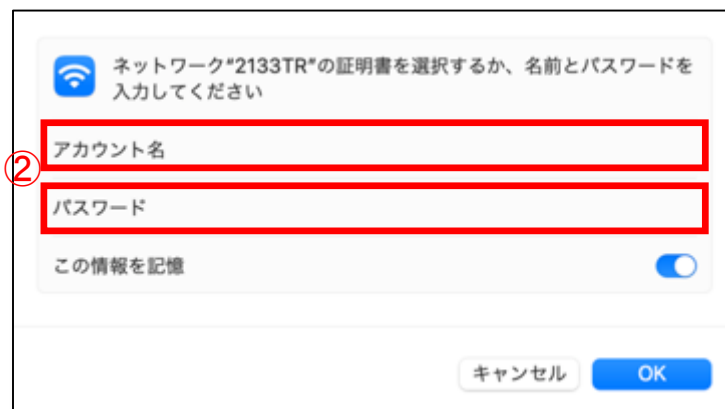 ネットワーク“2133TR”の証明書を選択するか、名前とパスワードを
入力してください
②
アカウント名
パスワード
この情報を記憶
キャンセル
OK